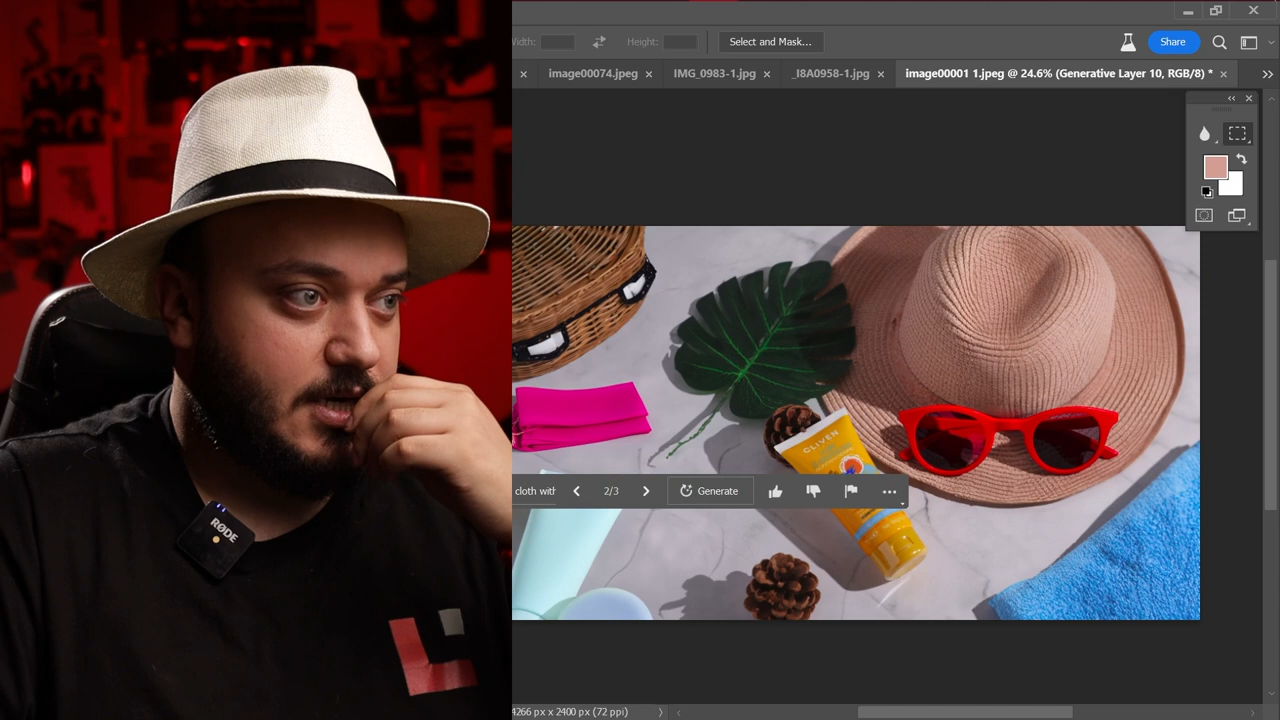 Width:
Height:
Select and Mask...
Share
image00074.jpeg
IMG_0983-1.jpg
_I8A0958-1.jpg
image00001 1.jpeg @ 24.6% (Generative Layer 10, RGB/8) *
CLIVEN
cloth with
2/3
Generate
RØDE
4266 px x 2400 px (72 ppi)